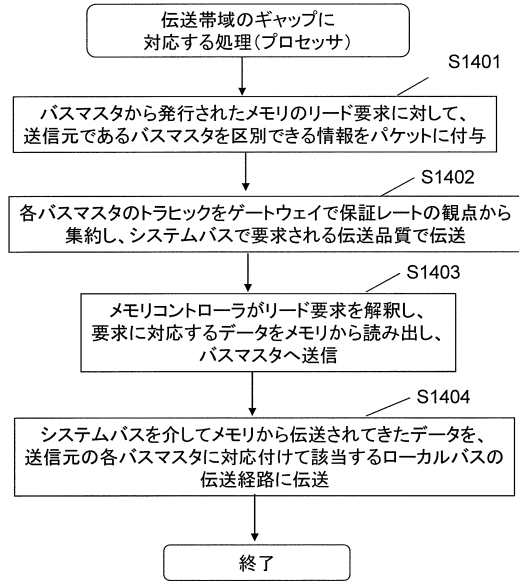 伝送帯域のギャップに
対応する処理(プロセッサ)
S1401
バスマスタから発行されたメモリのリード要求に対して、
送信元であるバスマスタを区別できる情報をパケットに付与
S1402
各バスマスタのトラヒックをゲートウェイで保証レートの観点から
集約し、システムバスで要求される伝送品質で伝送
S1403
メモリコントローラがリード要求を解釈し、
要求に対応するデータをメモリから読み出し、
バスマスタへ送信
S1404
システムバスを介してメモリから伝送されてきたデータを、
送信元の各バスマスタに対応付けて該当するローカルバスの
伝送経路に伝送
終了